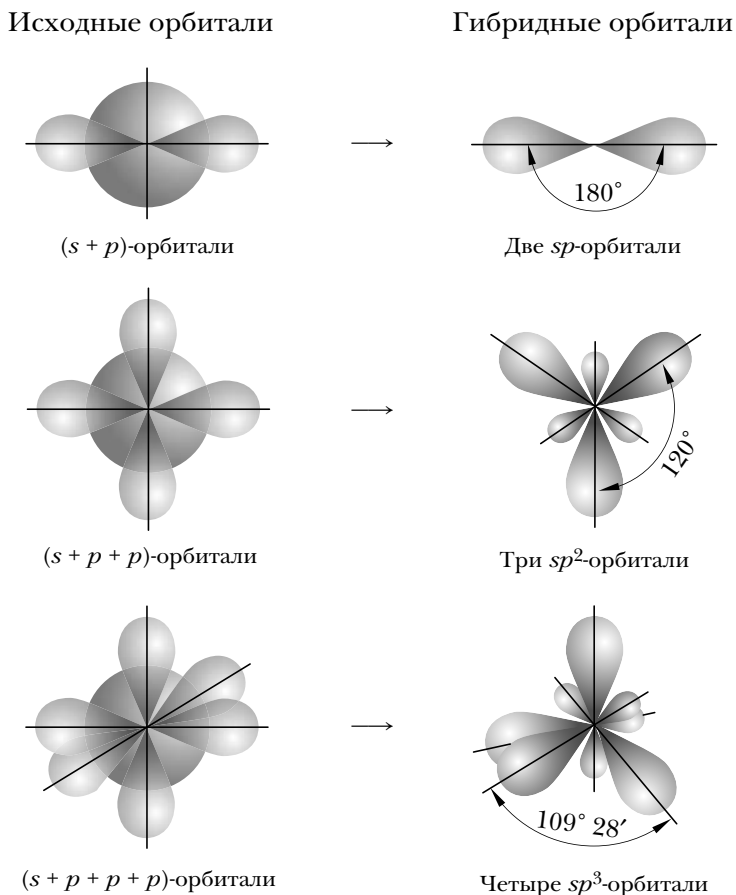 Исходные орбитали Гибридные орбитали
180°
(s + p)-орбитали Две sp-орбитали
120°
(s + p + p)-орбитали Три sp²-орбитали
109° 28′
(s + p + p + p)-орбитали Четыре sp³-орбитали